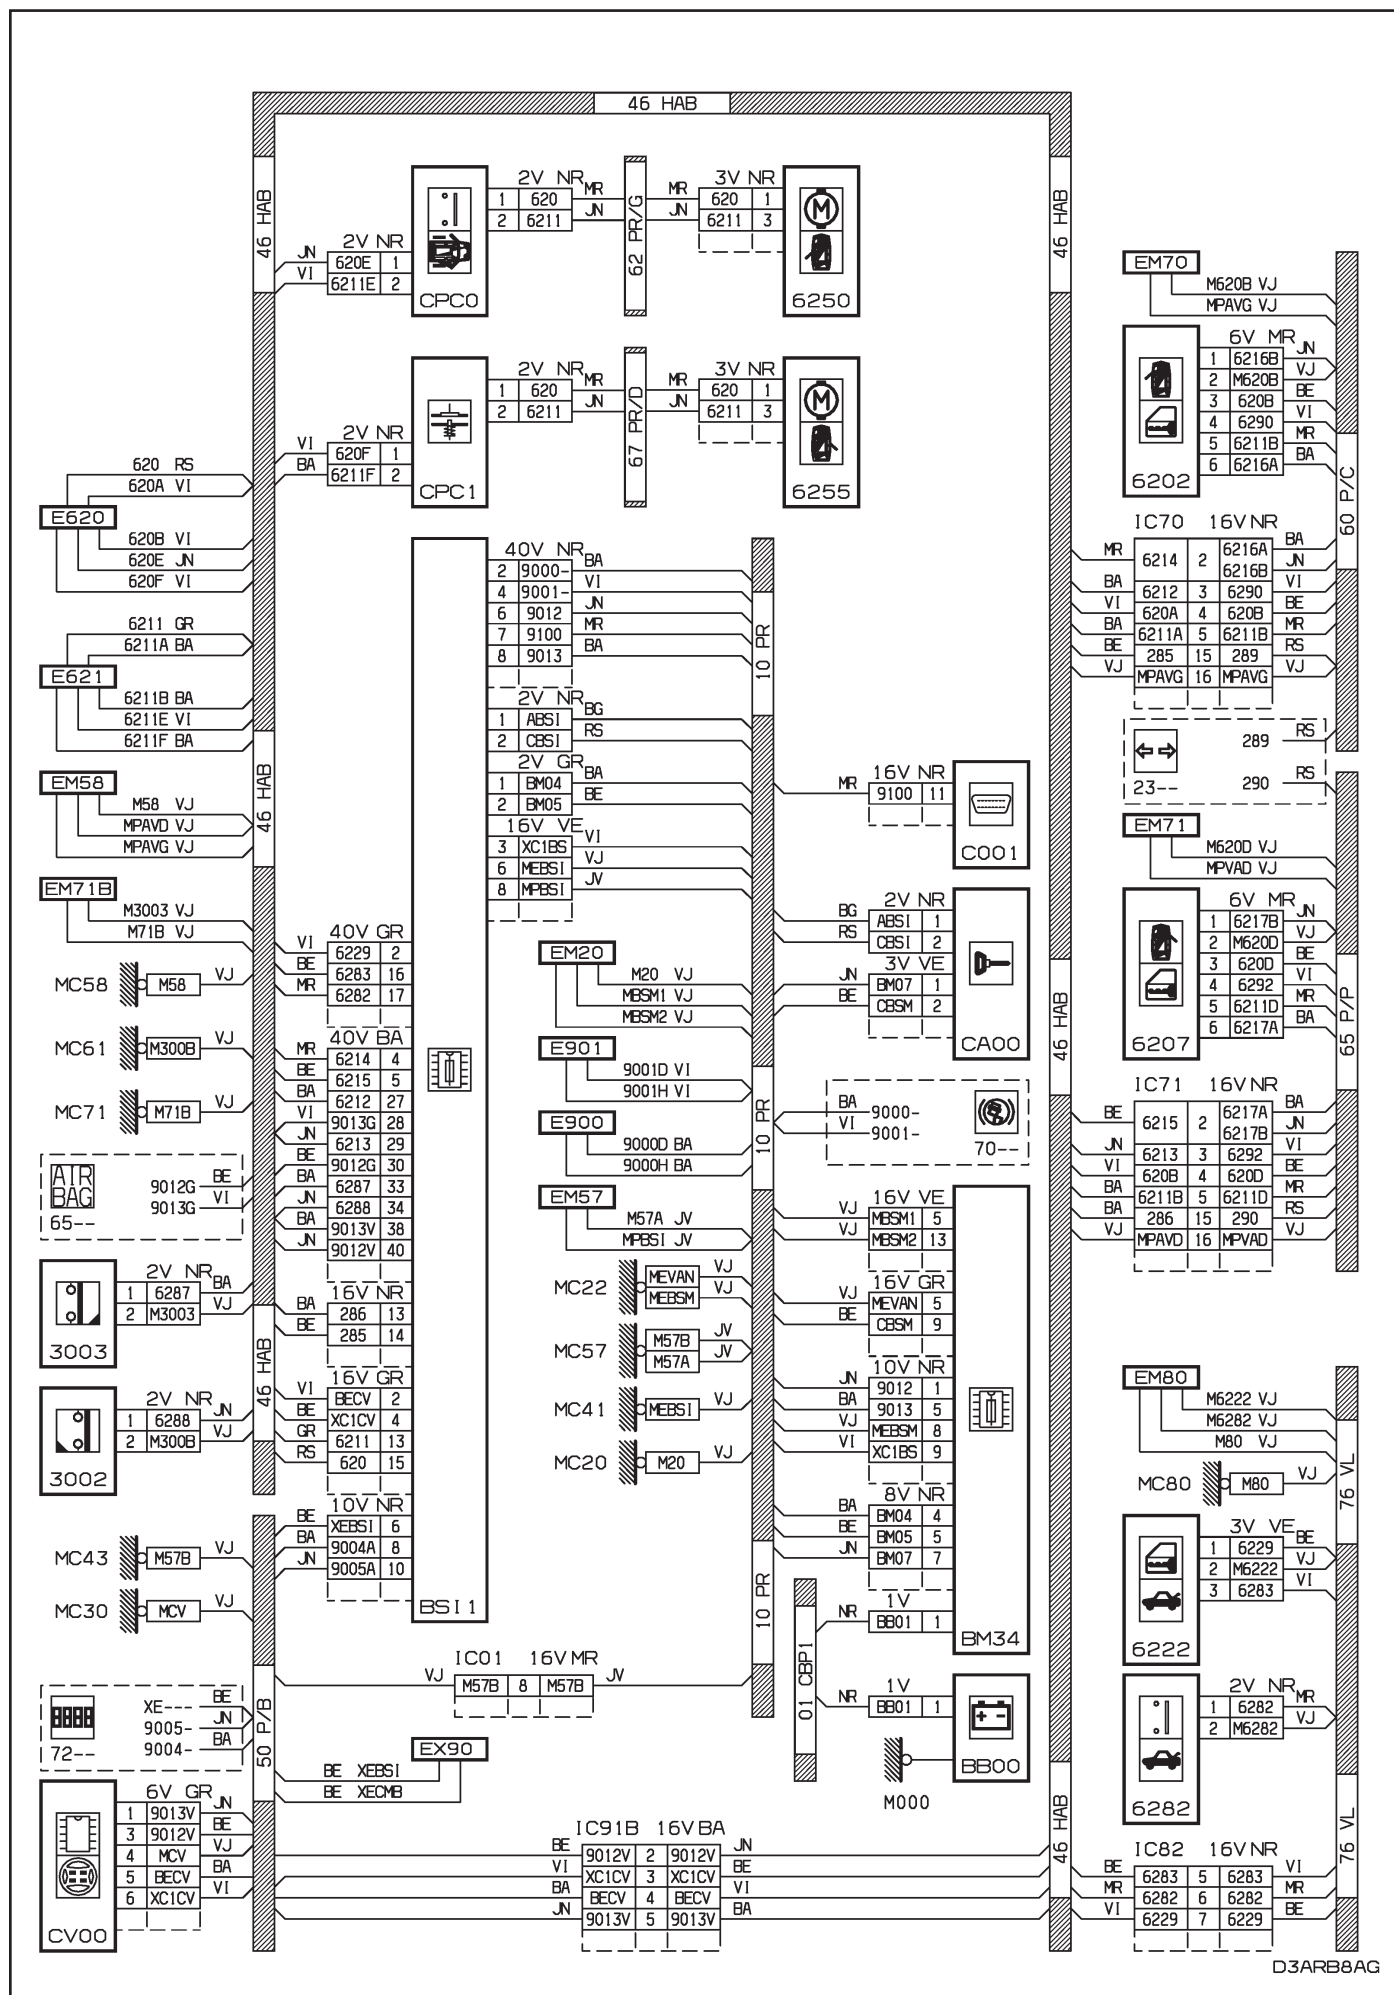 46 HAB
46 HAB
46 HAB
2V NR
1 620 MR
2 6211 JN
62 PR/G
3V NR
MR 620 1
JN 6211 3
6250
2V NR
JN 620E 1
VI 6211E 2
CPC0
2V NR
1 620 MR
2 6211 JN
67 PR/D
3V NR
MR 620 1
JN 6211 3
6255
2V NR
VI 620F 1
BA 6211F 2
CPC1
620 RS
620A VI
E620
620B VI
620E JN
620F VI
6211 GR
6211A BA
E621
6211B BA
6211E VI
6211F BA
46 HAB
EM58
M58 VJ
MPAVD VJ
MPAVG VJ
EM71B
M3003 VJ
M71B VJ
MC58 M58 VJ
MC61 M300B VJ
MC71 M71B VJ
AIR
BAG
65--
9012G BE
9013G VI
2V NR
1 6287 BA
2 M3003 VJ
3003
46 HAB
2V NR
1 6288 JN
2 M300B VJ
3002
MC43 M57B VJ
MC30 MCV VJ
50 P/B
72--
XE--- BE
9005- JN
9004- BA
6V GR
1 9013V JN
3 9012V BE
4 MCV VJ
5 BECV BA
6 XC1CV VI
CV00
40V NR
2 9000- BA
4 9001- VI
6 9012 JN
7 9100 MR
8 9013 BA
2V NR
1 ABSI BG
2 CBSI RS
2V GR
1 BM04 BA
2 BM05 BE
16V VE
3 XC1BS VI
6 MEBSI VJ
8 MPBSI JV
40V GR
VI 6229 2
BE 6283 16
MR 6282 17
40V BA
MR 6214 4
BE 6215 5
BA 6212 27
VI 9013G 28
JN 6213 29
BE 9012G 30
BA 6287 33
JN 6288 34
BA 9013V 38
JN 9012V 40
16V NR
BA 286 13
BE 285 14
16V GR
VI BECV 2
BE XC1CV 4
GR 6211 13
RS 620 15
10V NR
BE XEBSI 6
BA 9004A 8
JN 9005A 10
BSI1
10 PR
EM20
M20 VJ
MBSM1 VJ
MBSM2 VJ
E901
9001D VI
9001H VI
E900
9000D BA
9000H BA
10 PR
EM57
M57A JV
MPBSI JV
MC22 MEVAN VJ
MEBSM VJ
MC57 M57B JV
M57A JV
MC41 MEBSI VJ
MC20 M20 VJ
10 PR
IC01 16V MR
VJ M57B 8 M57B JV
EX90
BE XEBSI
BE XECMB
IC91B 16V BA
BE 9012V 2 9012V JN
VI XC1CV 3 XC1CV BE
BA BECV 4 BECV VI
JN 9013V 5 9013V BA
16V NR
MR 9100 11
C001
2V NR
BG ABSI 1
RS CBSI 2
3V VE
JN BM07 1
BE CBSM 2
CA00
BA 9000-
VI 9001-
70--
16V VE
VJ MBSM1 5
VJ MBSM2 13
16V GR
VJ MEVAN 5
BE CBSM 9
10V NR
JN 9012 1
BA 9013 5
VJ MEBSM 8
VI XC1BS 9
8V NR
BA BM04 4
BE BM05 5
JN BM07 7
1V
NR BB01 1
BM34
01 CBP1
1V
NR BB01 1
BB00
M000
46 HAB
46 HAB
EM70
M620B VJ
MPAVG VJ
6V MR
1 6216B JN
2 M620B VJ
3 620B BE
4 6290 VI
5 6211B MR
6 6216A BA
6202
60 P/C
IC70 16V NR
MR 6214 2 6216A BA
6216B JN
BA 6212 3 6290 VI
VI 620A 4 620B BE
BA 6211A 5 6211B MR
BE 285 15 289 RS
VJ MPAVG 16 MPAVG VJ
23--
289 RS
290 RS
EM71
M620D VJ
MPVAD VJ
6V MR
1 6217B JN
2 M620D VJ
3 620D BE
4 6292 VI
5 6211D MR
6 6217A BA
6207
65 P/P
IC71 16V NR
BE 6215 2 6217A BA
6217B JN
JN 6213 3 6292 VI
VI 620B 4 620D BE
BA 6211B 5 6211D MR
BA 286 15 290 RS
VJ MPAVD 16 MPVAD VJ
EM80
M6222 VJ
M6282 VJ
M80 VJ
MC80 M80 VJ
76 VL
3V VE
1 6229 BE
2 M6222 VJ
3 6283 VI
6222
2V NR
1 6282 MR
2 M6282 VJ
6282
76 VL
IC82 16V NR
BE 6283 5 6283 VI
MR 6282 6 6282 MR
VI 6229 7 6229 BE
D3ARB8AG